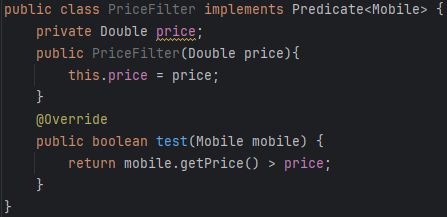 public class PriceFilter implements Predicate<Mobile> {
    private Double price;
    public PriceFilter(Double price){
        this.price = price;
    }
    @Override
    public boolean test(Mobile mobile) {
        return mobile.getPrice() > price;
    }
}